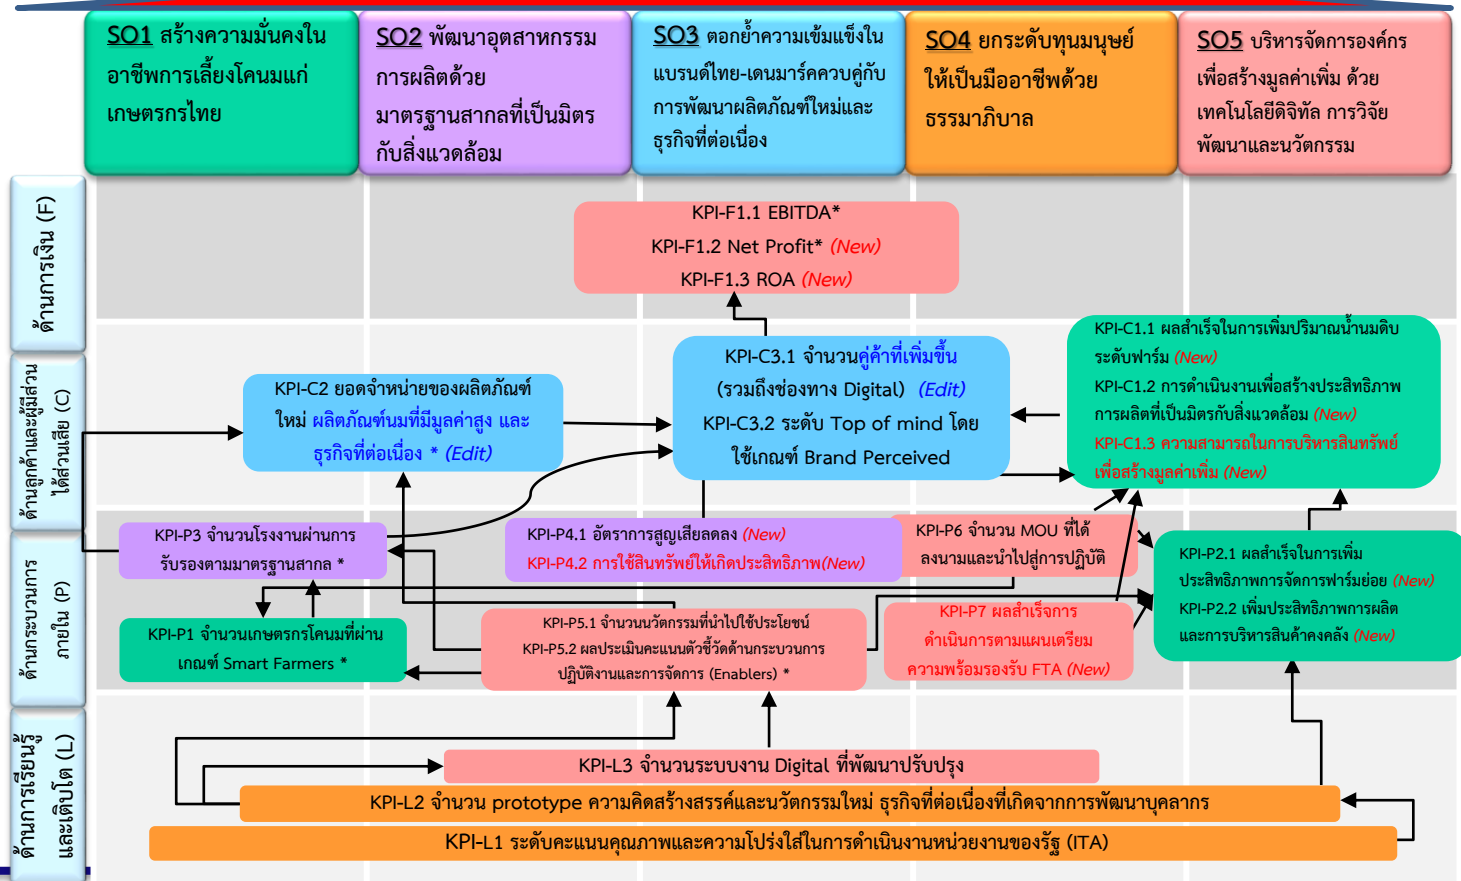 SO1 สร้างความมั่นคงใน
อาชีพการเลี้ยงโคนมแก่
เกษตรกรไทย
SO2 พัฒนาอุตสาหกรรม
การผลิตด้วย
มาตรฐานสากลที่เป็นมิตร
กับสิ่งแวดล้อม
SO3 ตอกย้ำความเข้มแข็งใน
แบรนด์ไทย-เดนมาร์คควบคู่กับ
การพัฒนาผลิตภัณฑ์ใหม่และ
ธุรกิจที่ต่อเนื่อง
SO4 ยกระดับทุนมนุษย์
ให้เป็นมืออาชีพด้วย
ธรรมาภิบาล
SO5 บริหารจัดการองค์กร
เพื่อสร้างมูลค่าเพิ่ม ด้วย
เทคโนโลยีดิจิทัล การวิจัย
พัฒนาและนวัตกรรม
ด้านการเงิน (F)
KPI-F1.1 EBITDA*
KPI-F1.2 Net Profit* (New)
KPI-F1.3 ROA (New)
ด้านลูกค้าและผู้มีส่วน
ได้ส่วนเสีย (C)
KPI-C2 ยอดจำหน่ายของผลิตภัณฑ์
ใหม่ ผลิตภัณฑ์นมที่มีมูลค่าสูง และ
ธุรกิจที่ต่อเนื่อง * (Edit)
KPI-C3.1 จำนวนคู่ค้าที่เพิ่มขึ้น
(รวมถึงช่องทาง Digital) (Edit)
KPI-C3.2 ระดับ Top of mind โดย
ใช้เกณฑ์ Brand Perceived
KPI-C1.1 ผลสำเร็จในการเพิ่มปริมาณน้ำนมดิบ
ระดับฟาร์ม (New)
KPI-C1.2 การดำเนินงานเพื่อสร้างประสิทธิภาพ
การผลิตที่เป็นมิตรกับสิ่งแวดล้อม (New)
KPI-C1.3 ความสามารถในการบริหารสินทรัพย์
เพื่อสร้างมูลค่าเพิ่ม (New)
ด้านกระบวนการ
ภายใน (P)
KPI-P3 จำนวนโรงงานผ่านการ
รับรองตามมาตรฐานสากล *
KPI-P4.1 อัตราการสูญเสียลดลง (New)
KPI-P4.2 การใช้สินทรัพย์ให้เกิดประสิทธิภาพ(New)
KPI-P6 จำนวน MOU ที่ได้
ลงนามและนำไปสู่การปฏิบัติ
KPI-P2.1 ผลสำเร็จในการเพิ่ม
ประสิทธิภาพการจัดการฟาร์มย่อย (New)
KPI-P2.2 เพิ่มประสิทธิภาพการผลิต
และการบริหารสินค้าคงคลัง (New)
KPI-P1 จำนวนเกษตรกรโคนมที่ผ่าน
เกณฑ์ Smart Farmers *
KPI-P5.1 จำนวนนวัตกรรมที่นำไปใช้ประโยชน์
KPI-P5.2 ผลประเมินคะแนนตัวชี้วัดด้านกระบวนการ
ปฏิบัติงานและการจัดการ (Enablers) *
KPI-P7 ผลสำเร็จการ
ดำเนินการตามแผนเตรียม
ความพร้อมรองรับ FTA (New)
ด้านการเรียนรู้
และเติบโต (L)
KPI-L3 จำนวนระบบงาน Digital ที่พัฒนาปรับปรุง
KPI-L2 จำนวน prototype ความคิดสร้างสรรค์และนวัตกรรมใหม่ ธุรกิจที่ต่อเนื่องที่เกิดจากการพัฒนาบุคลากร
KPI-L1 ระดับคะแนนคุณภาพและความโปร่งใสในการดำเนินงานหน่วยงานของรัฐ (ITA)